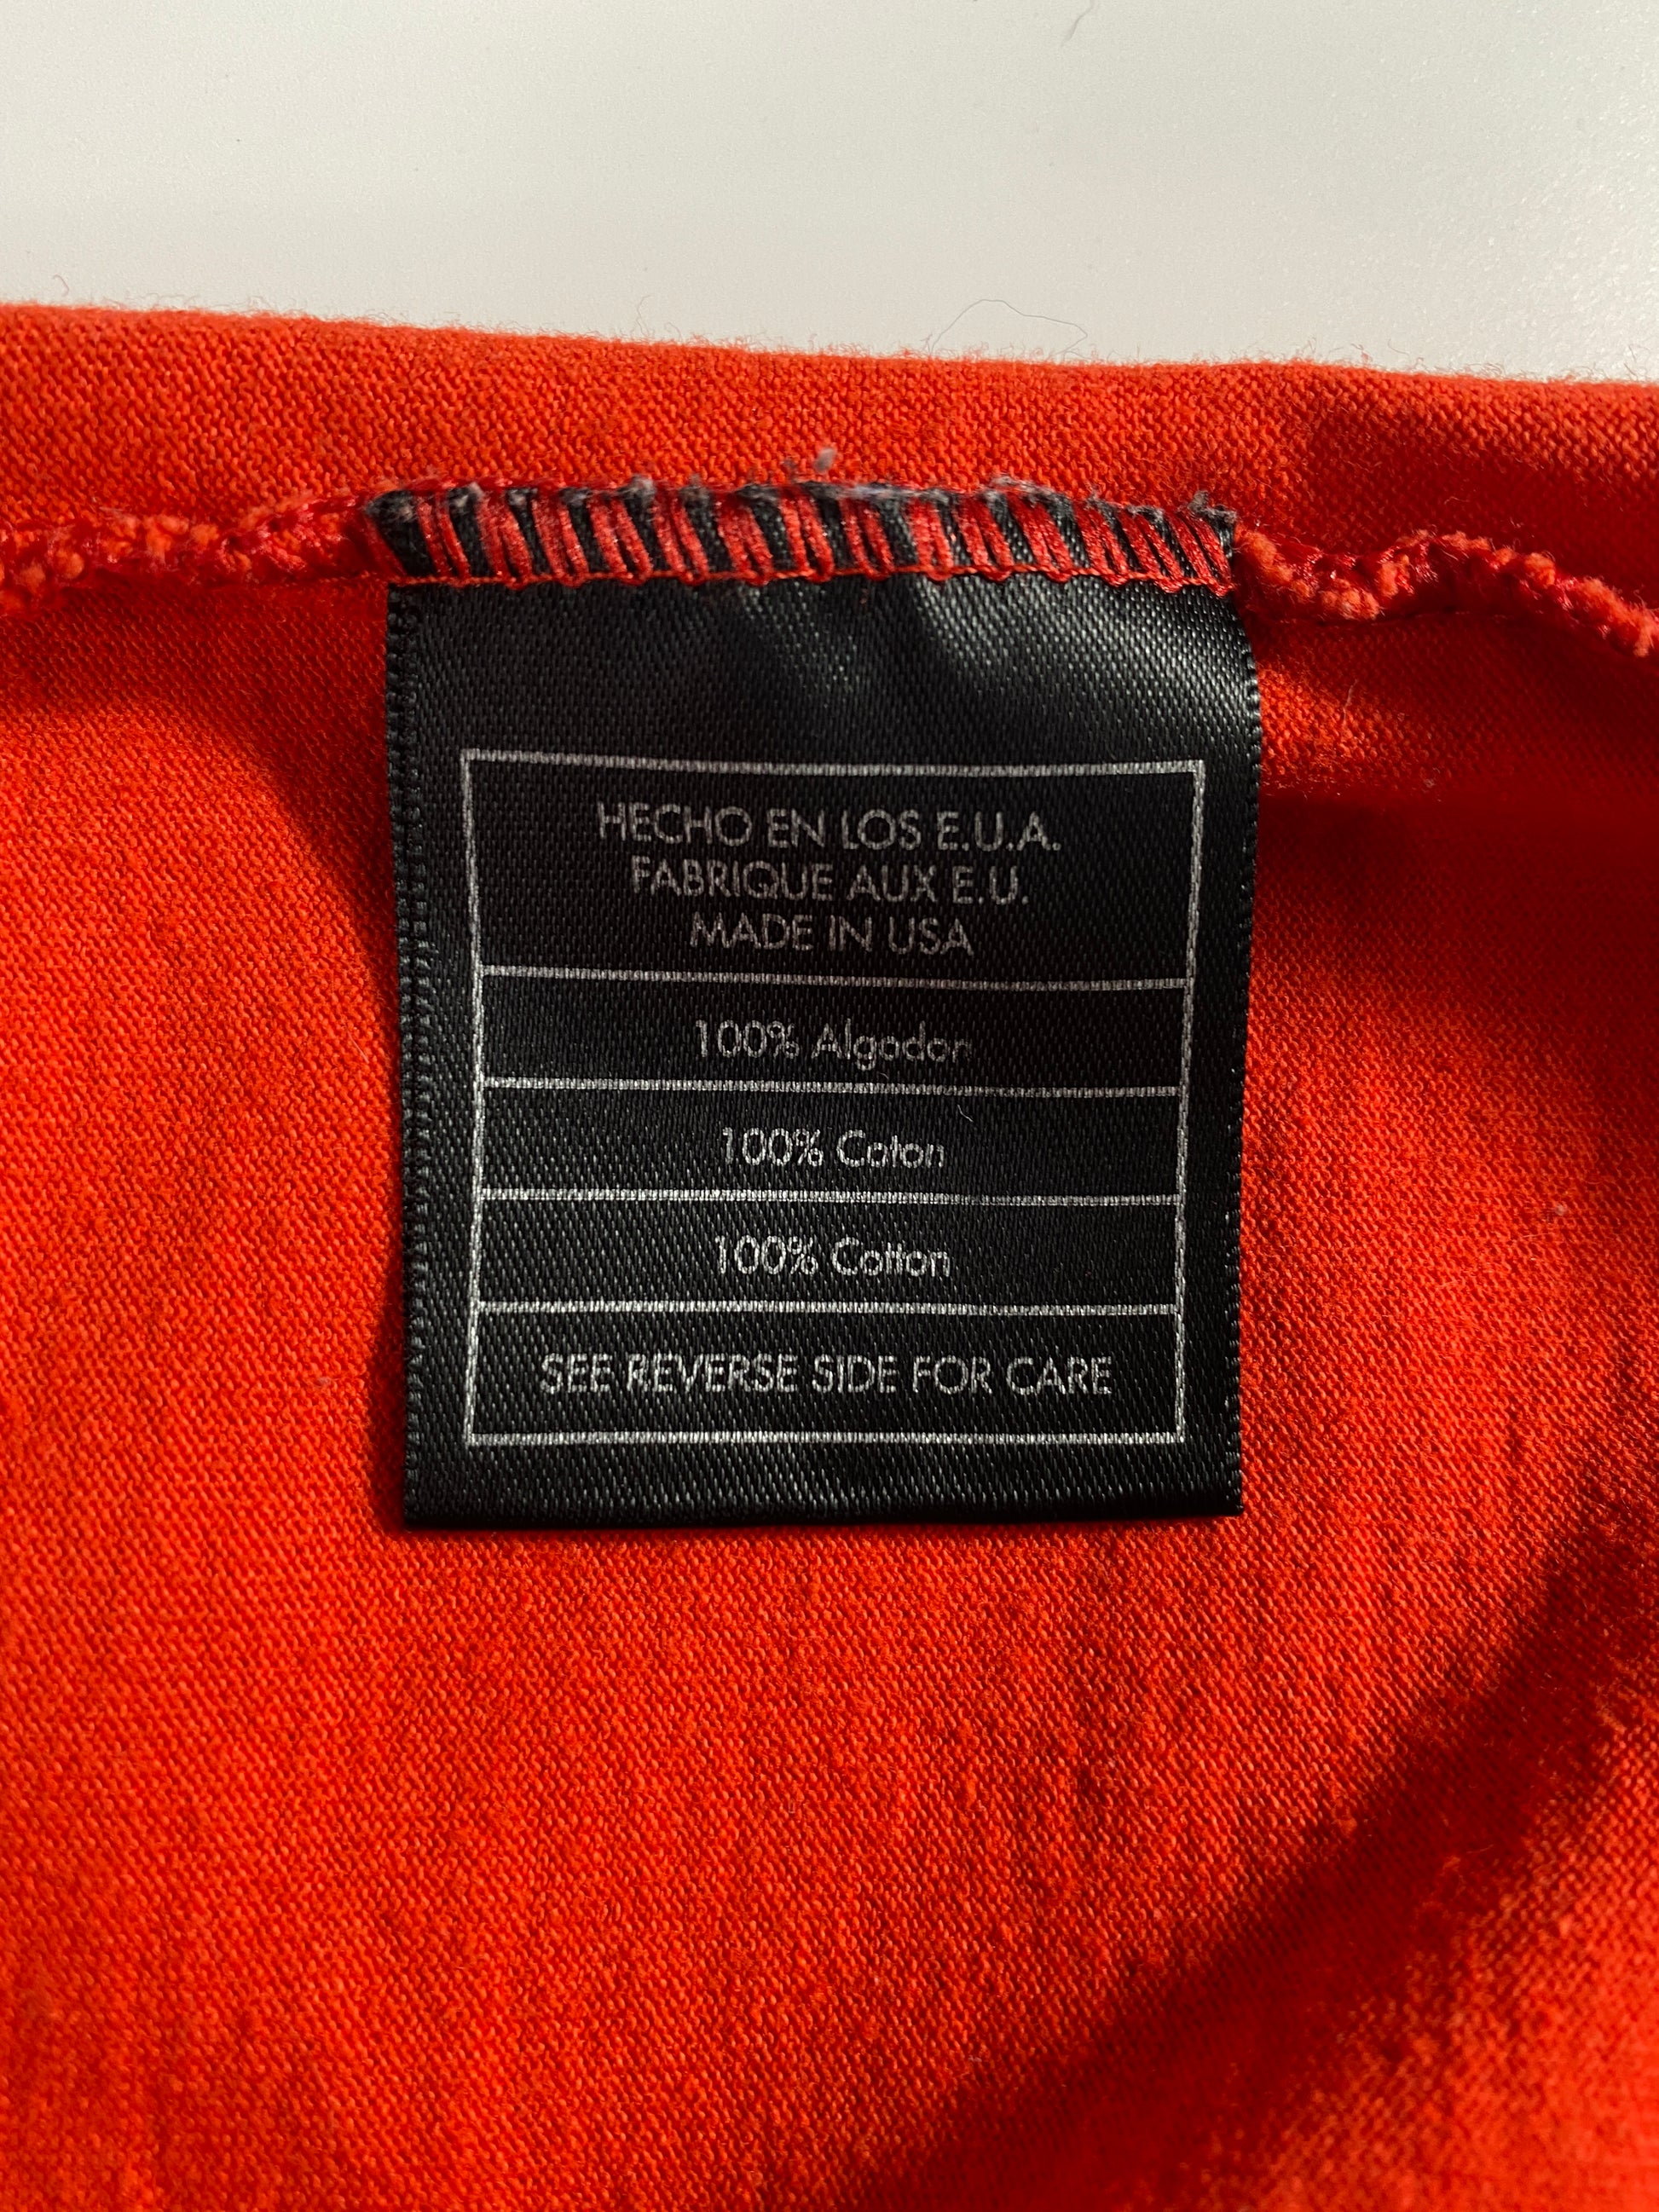 HECHO EN LOS E.U.A.
FABRIQUE AUX E.U.
MADE IN USA
100% Algodon
100% Coton
100% Cotton
SEE REVERSE SIDE FOR CARE